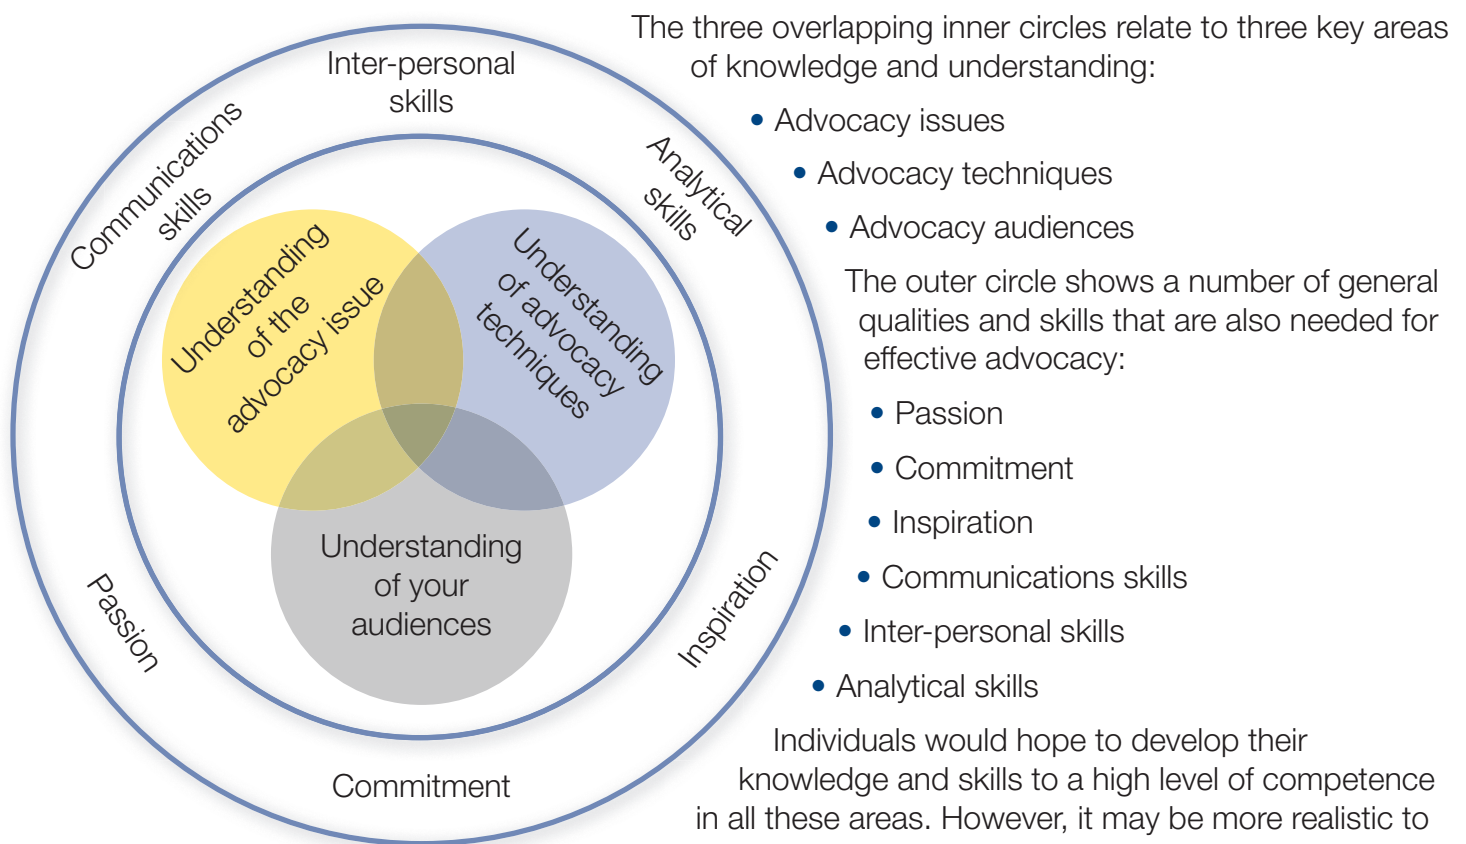 Inter-personal
skills
Communications
skills
Analytical
skills
Understanding
of the
advocacy issue
Understanding
of advocacy
techniques
Understanding
of your
audiences
Passion
Inspiration
Commitment
The three overlapping inner circles relate to three key areas
of knowledge and understanding:
• Advocacy issues
• Advocacy techniques
• Advocacy audiences
The outer circle shows a number of general
qualities and skills that are also needed for
effective advocacy:
• Passion
• Commitment
• Inspiration
• Communications skills
• Inter-personal skills
• Analytical skills
Individuals would hope to develop their
knowledge and skills to a high level of competence
in all these areas. However, it may be more realistic to